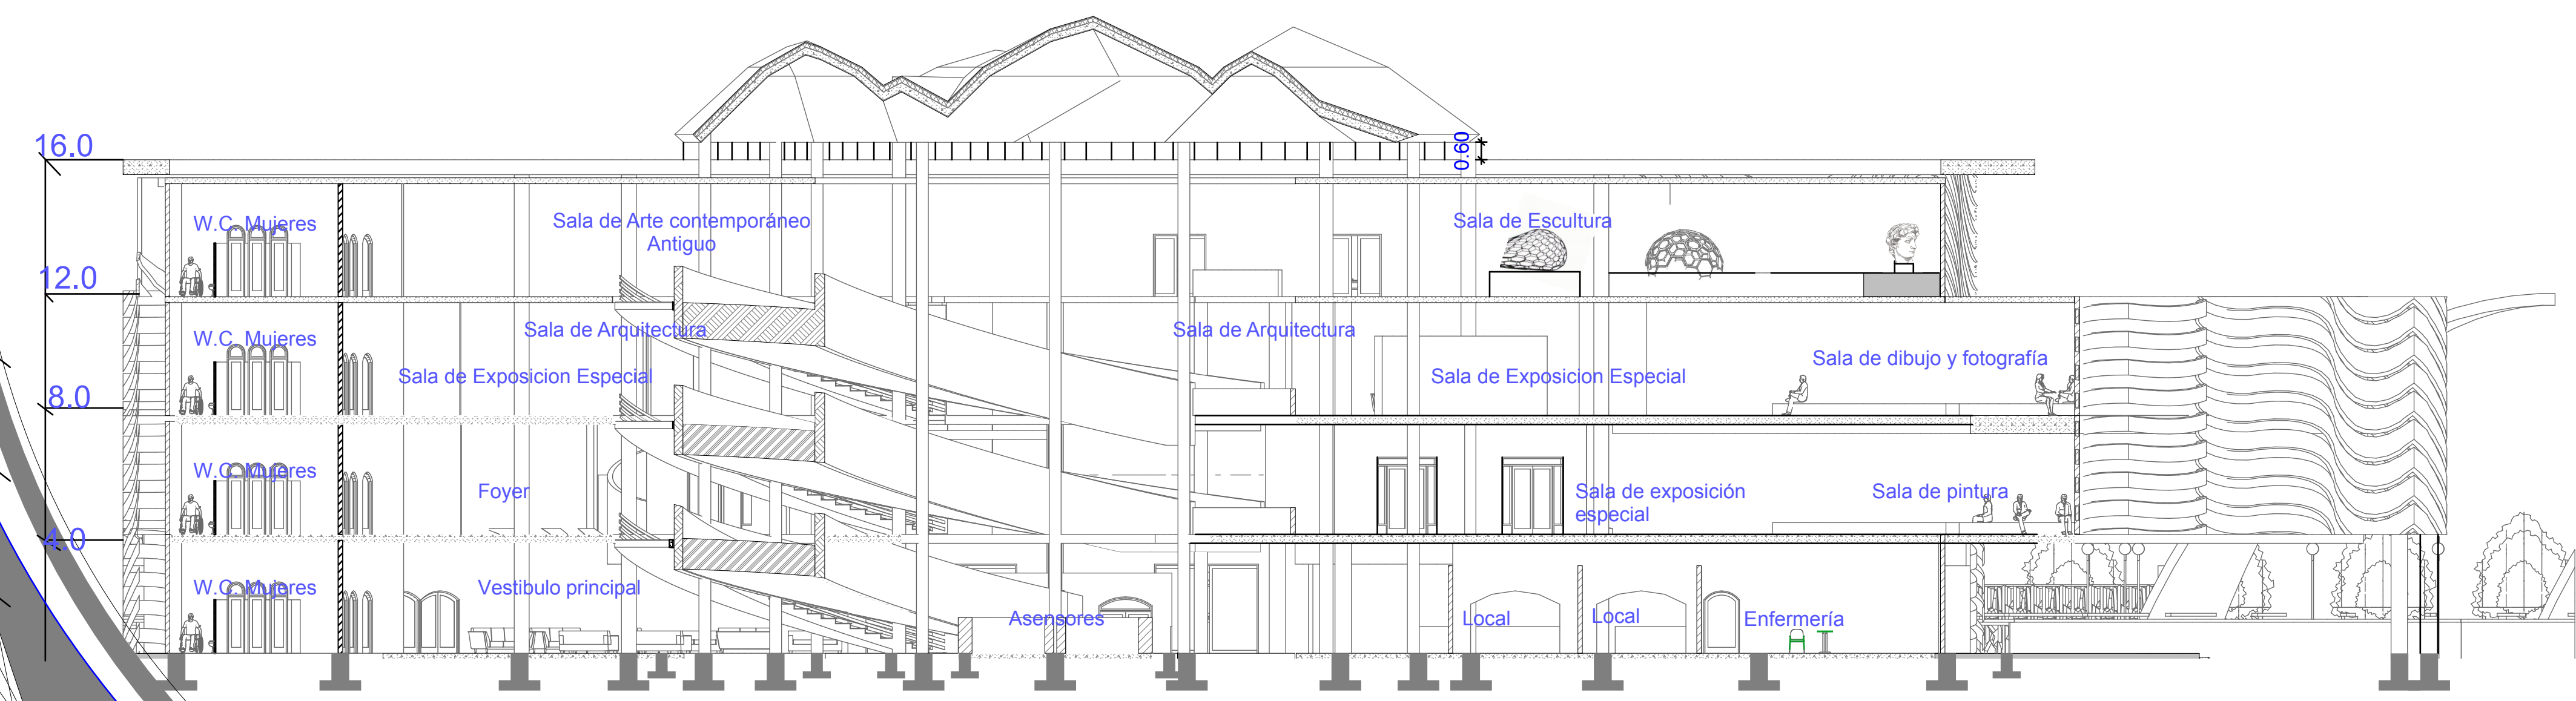 16.0
0.60
W.C. Mujeres
Sala de Arte contemporáneo
Antiguo
Sala de Escultura
12.0
W.C. Mujeres
Sala de Arquitectura
Sala de Arquitectura
Sala de dibujo y fotografía
Sala de Exposicion Especial
Sala de Exposicion Especial
8.0
W.C. Mujeres
Foyer
Sala de exposición
especial
Sala de pintura
4.0
W.C. Mujeres
Vestibulo principal
Asensores
Local
Local
Enfermería